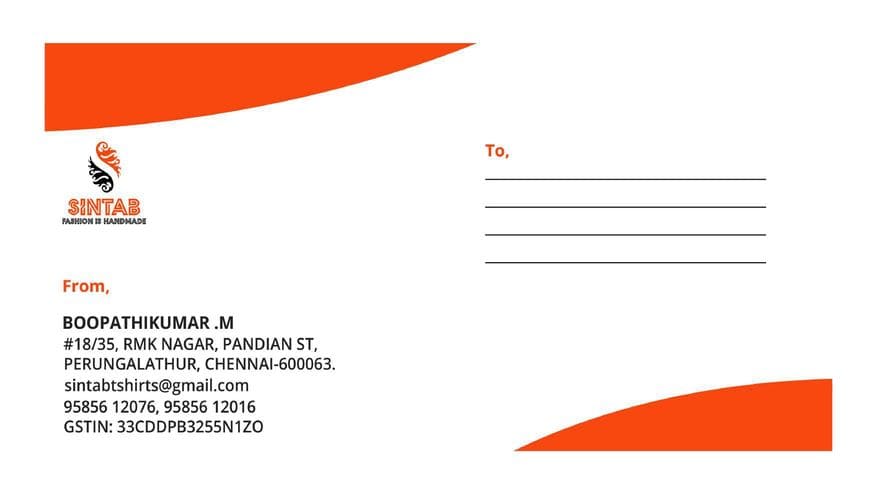 SINTAB
FASHION IS HANDMADE
To,
From,
BOOPATHIKUMAR .M
#18/35, RMK NAGAR, PANDIAN ST,
PERUNGALATHUR, CHENNAI-600063.
sintabtshirts@gmail.com
95856 12076, 95856 12016
GSTIN: 33CDDPB3255N1ZO